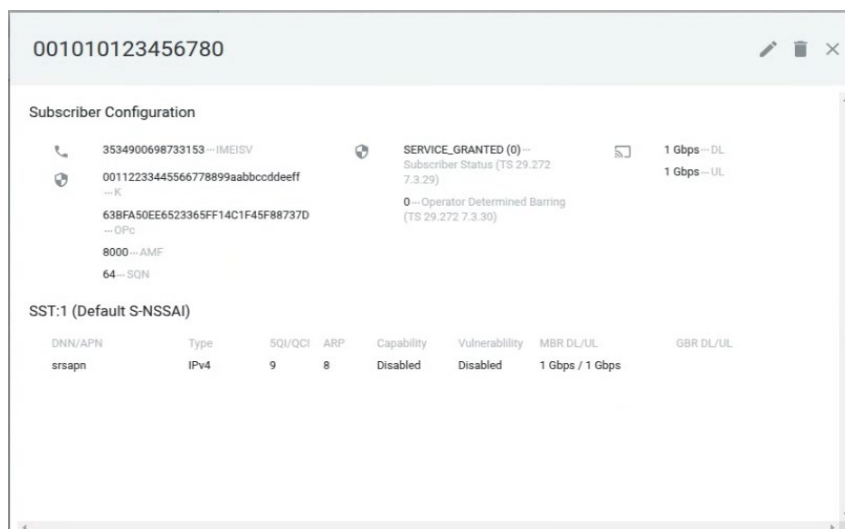 001010123456780
Subscriber Configuration
3534900698733153---IMEISV
00112233445566778899aabbccddeeff
---K
63BFA50EE6523365FF14C1F45F88737D
---OPc
8000---AMF
64---SQN
SERVICE_GRANTED (0)---
Subscriber Status (TS 29.272
7.3.29)
0---Operator Determined Barring
(TS 29.272 7.3.30)
1 Gbps---DL
1 Gbps---UL
SST:1 (Default S-NSSAI)
DNN/APN Type 5QI/QCI ARP Capability Vulnerablility MBR DL/UL GBR DL/UL
srsapn IPv4 9 8 Disabled Disabled 1 Gbps / 1 Gbps